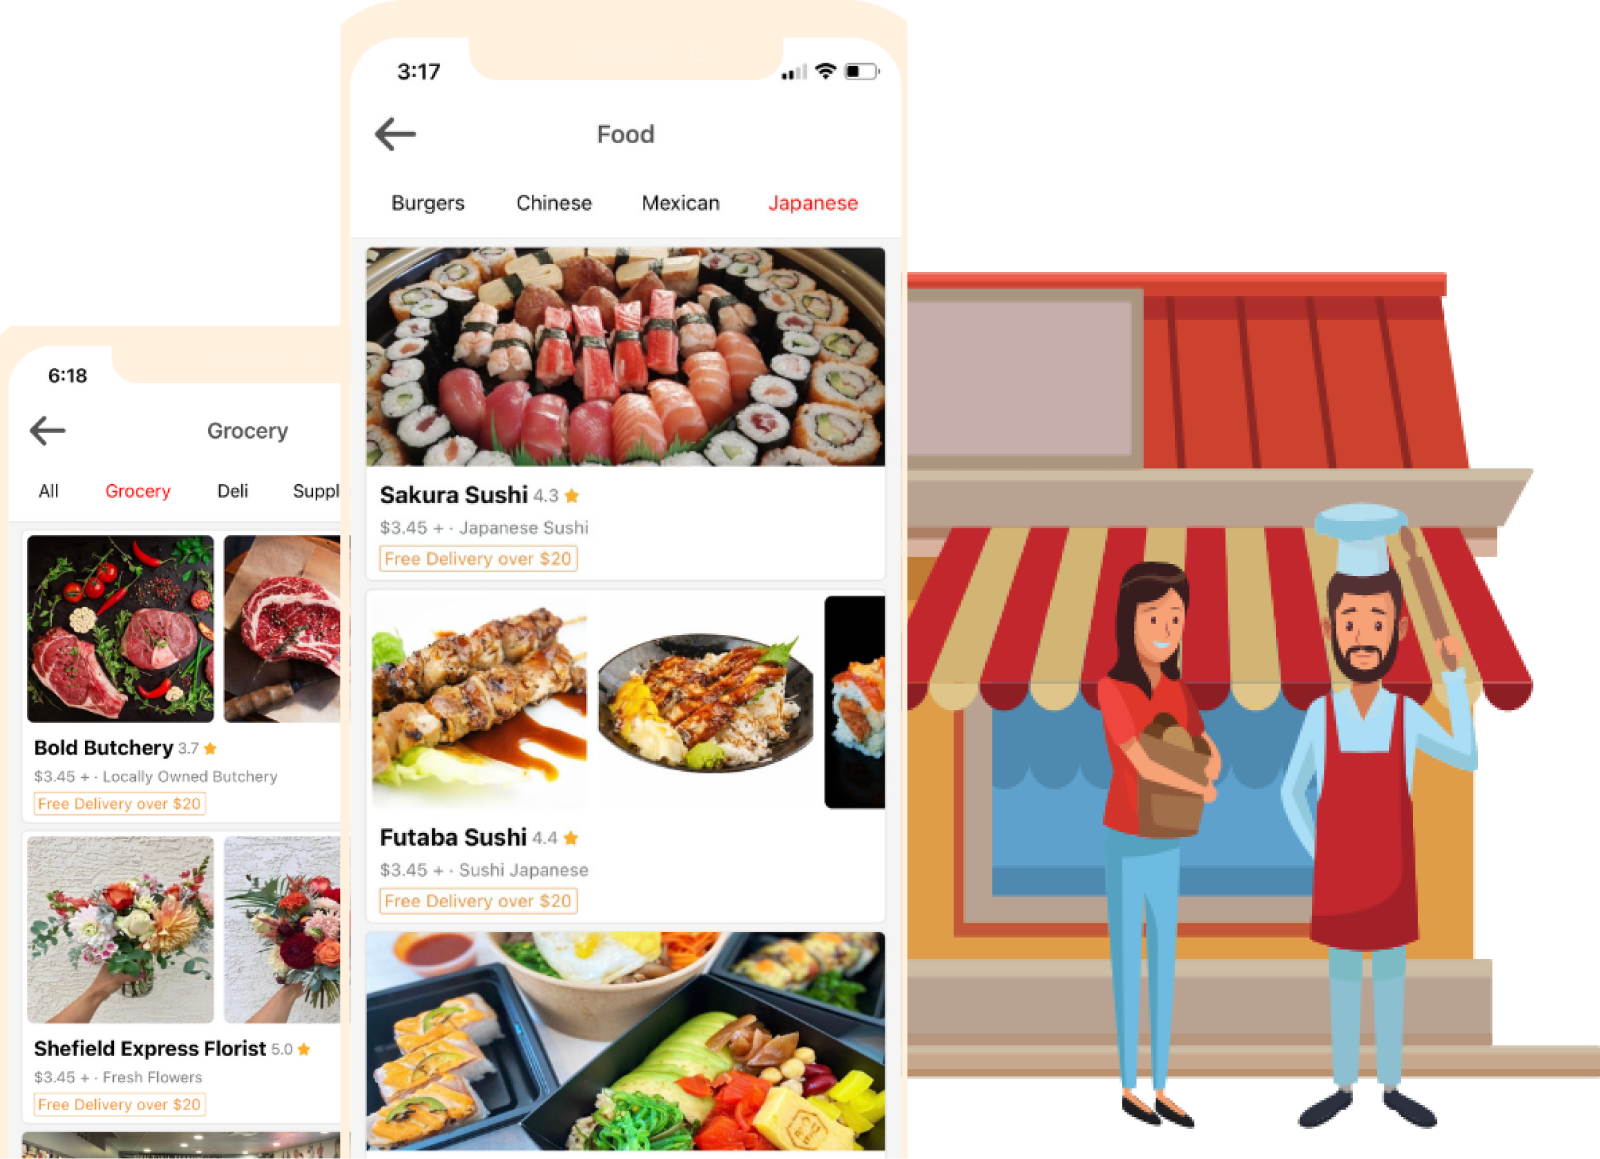 3:17
Food
Burgers Chinese Mexican Japanese
Sakura Sushi 4.3
$3.45 + · Japanese Sushi
Free Delivery over $20
Futaba Sushi 4.4
$3.45 + · Sushi Japanese
Free Delivery over $20
6:18
Grocery
All Grocery Deli Suppl
Bold Butchery 3.7
$3.45 + · Locally Owned Butchery
Free Delivery over $20
Shefield Express Florist 5.0
$3.45 + · Fresh Flowers
Free Delivery over $20